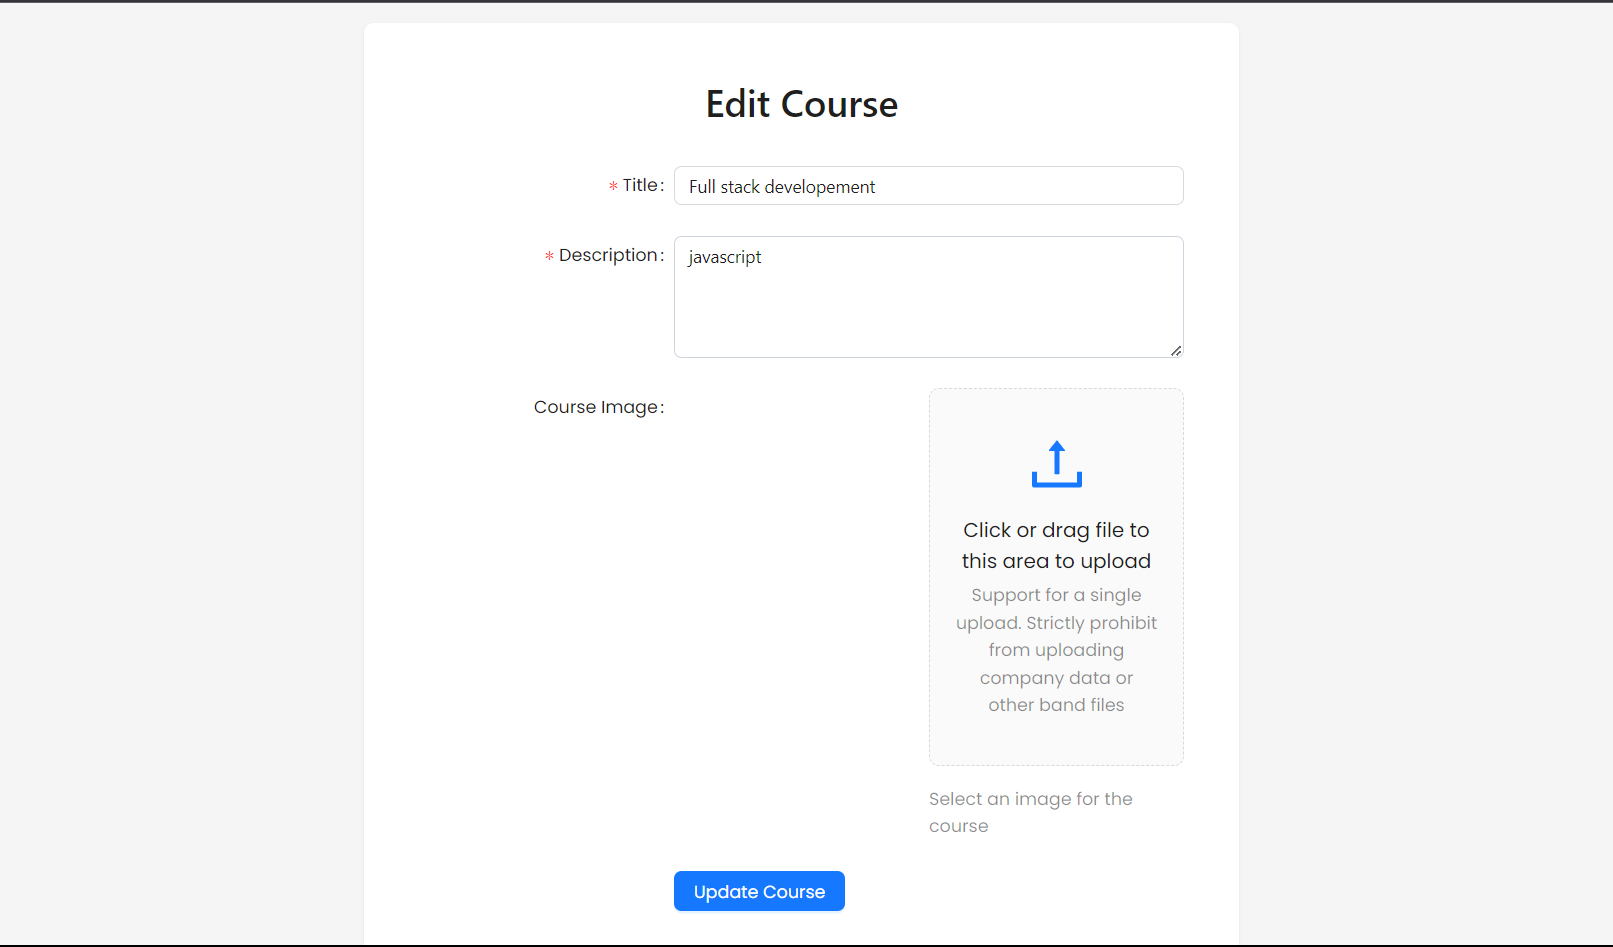 Edit Course
* Title:
Full stack developement
* Description:
javascript
Course Image:
Click or drag file to
this area to upload
Support for a single
upload. Strictly prohibit
from uploading
company data or
other band files
Select an image for the
course
Update Course